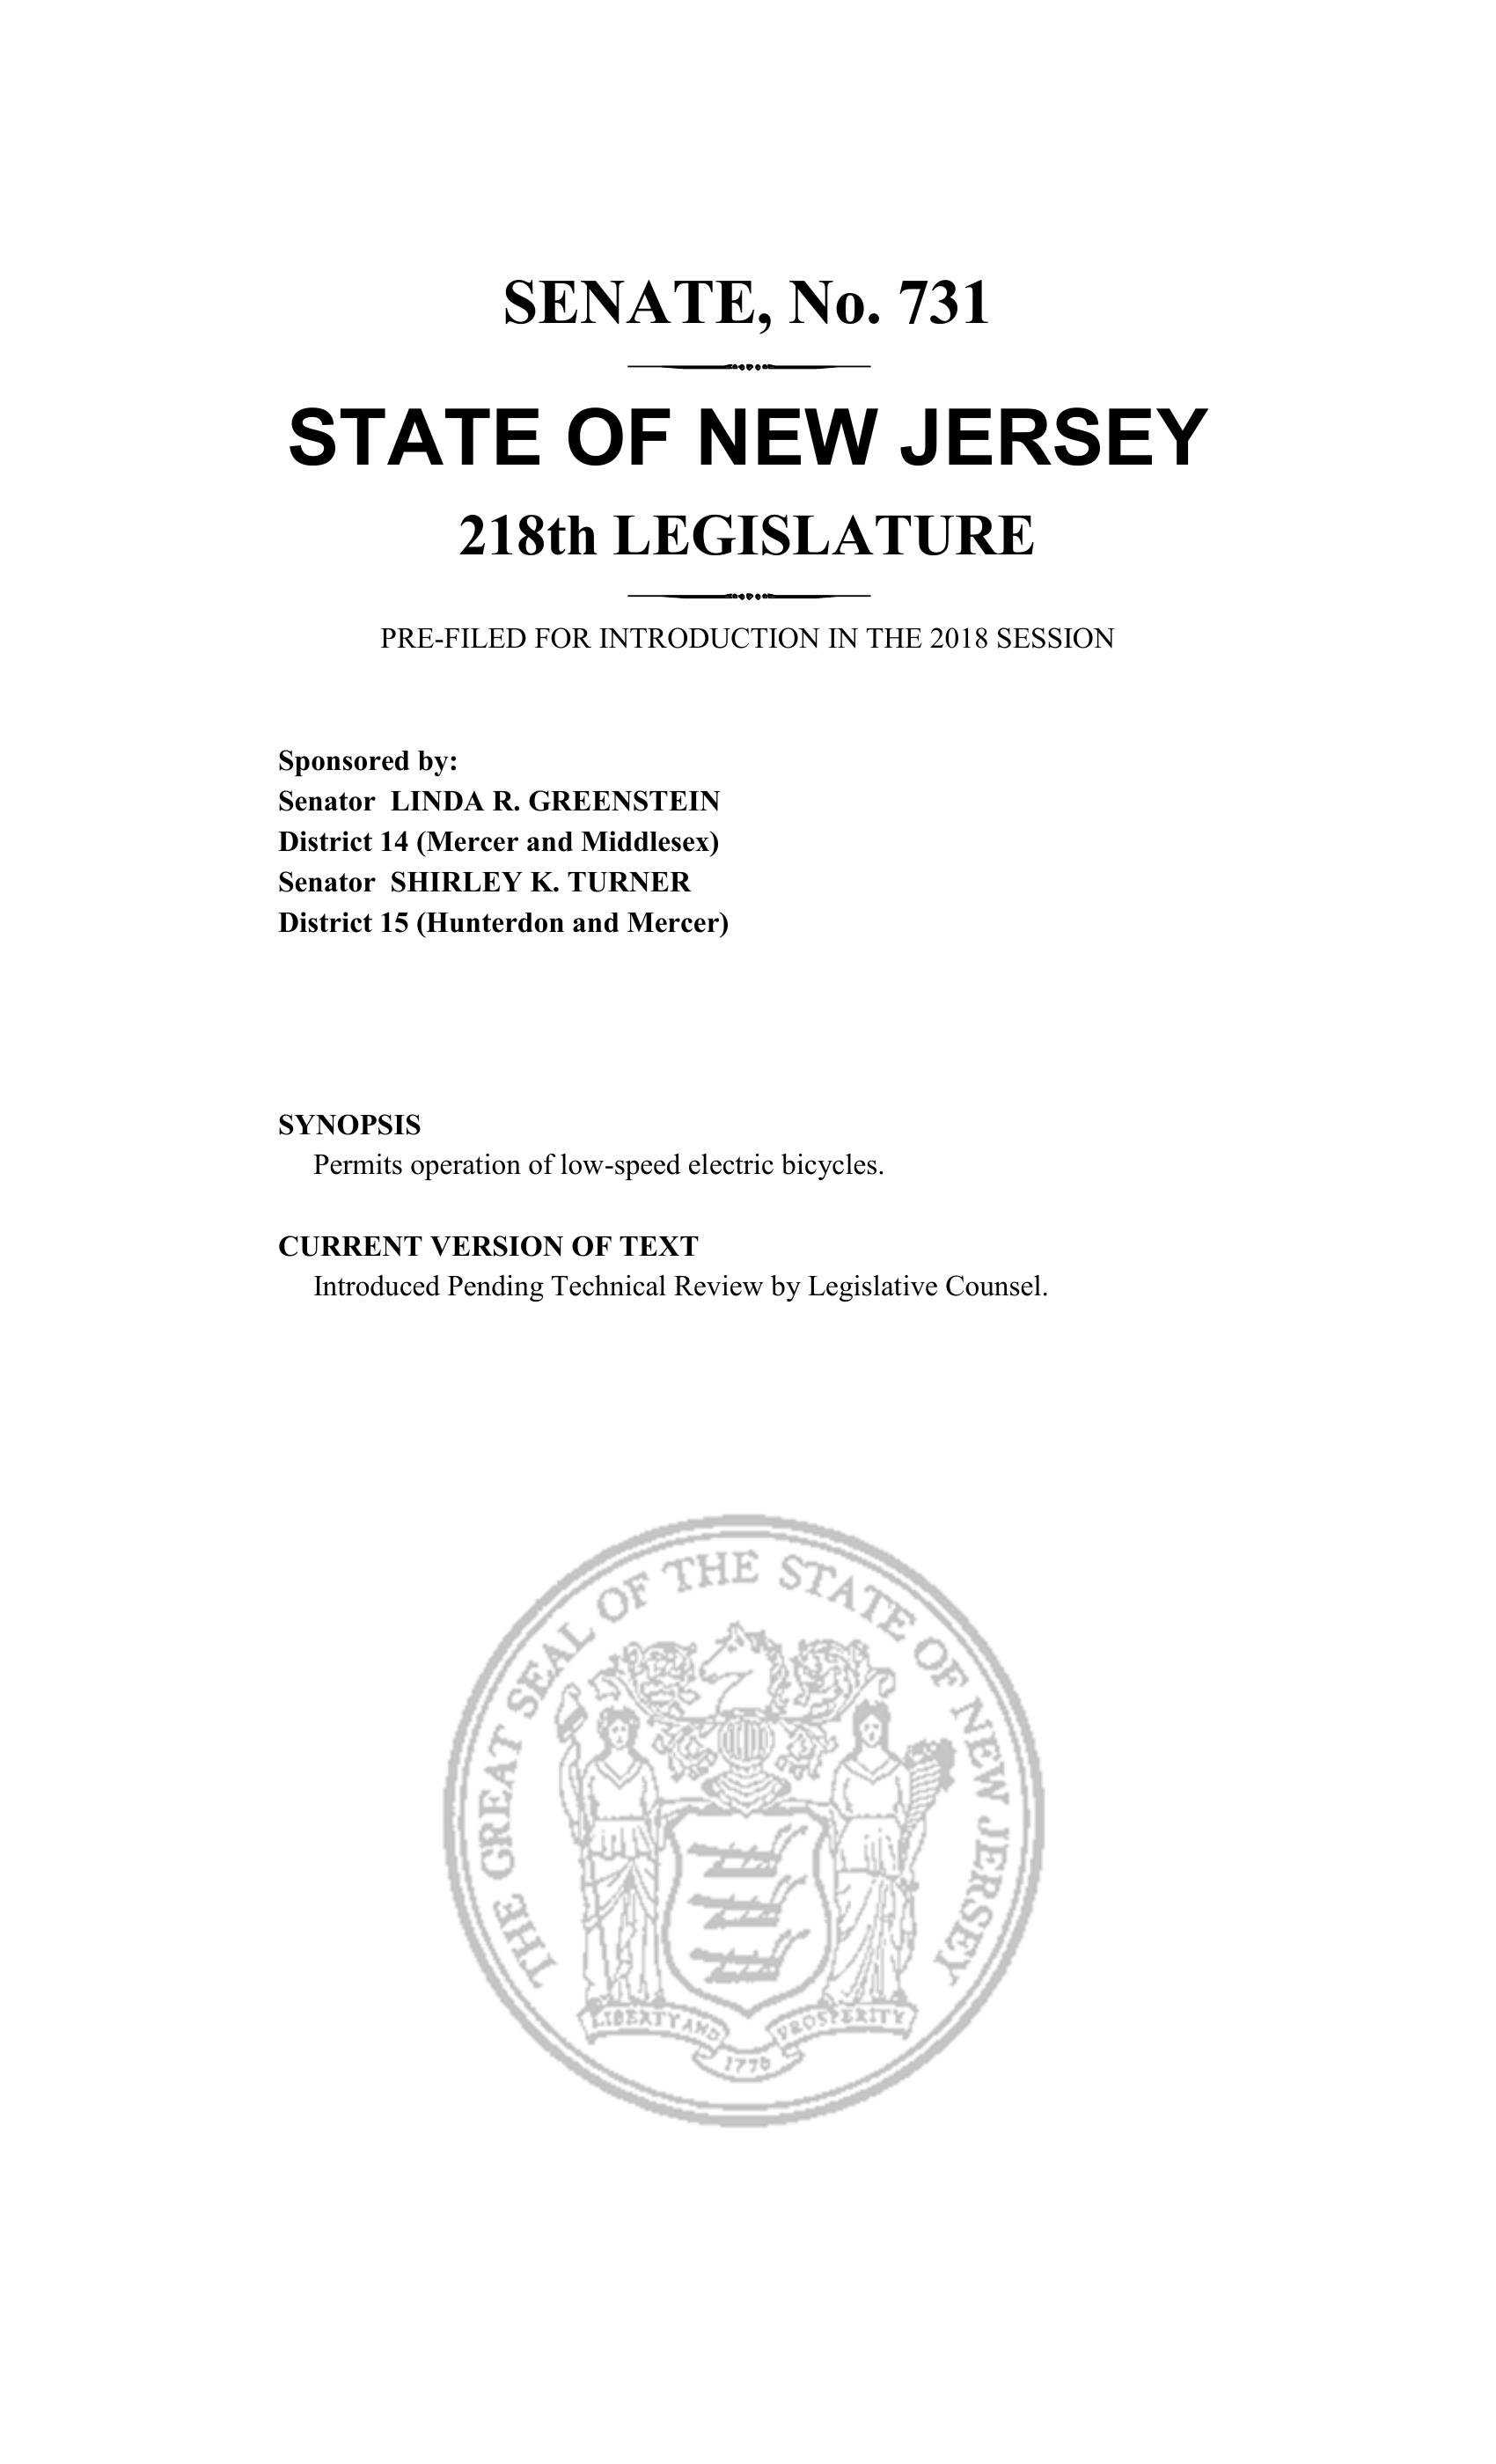 SENATE, No. 731
STATE OF NEW JERSEY
218th LEGISLATURE
PRE-FILED FOR INTRODUCTION IN THE 2018 SESSION
Sponsored by:
Senator LINDA R. GREENSTEIN
District 14 (Mercer and Middlesex)
Senator SHIRLEY K. TURNER
District 15 (Hunterdon and Mercer)
SYNOPSIS
Permits operation of low-speed electric bicycles.
CURRENT VERSION OF TEXT
Introduced Pending Technical Review by Legislative Counsel.
THE GREAT SEAL OF THE STATE OF NEW JERSEY
LIBERTY AND PROSPERITY
1776